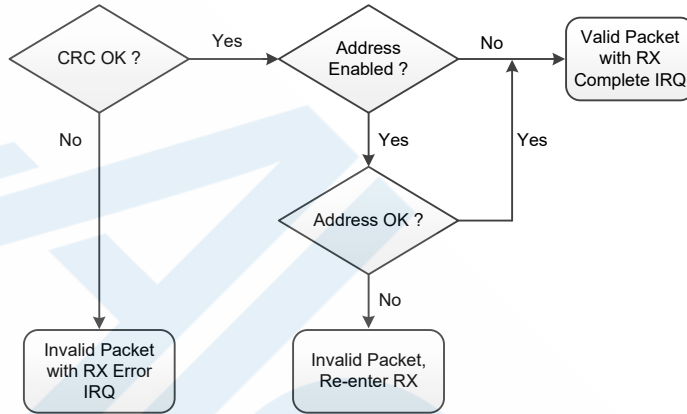 CRC OK ?
Yes
Address
Enabled ?
No
Valid Packet
with RX
Complete IRQ
No
Yes
Yes
Address OK ?
No
Invalid Packet
with RX Error
IRQ
Invalid Packet,
Re-enter RX